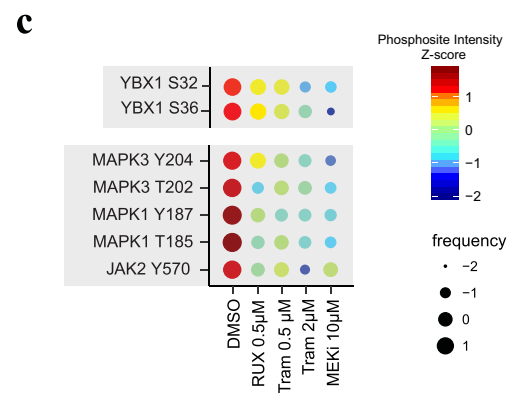 c
Phosphosite Intensity
Z-score
YBX1 S32
YBX1 S36
MAPK3 Y204
MAPK3 T202
MAPK1 Y187
MAPK1 T185
JAK2 Y570
DMSO
RUX 0.5µM
Tram 0.5 µM
Tram 2µM
MEKi 10µM
1
0
−1
−2
frequency
−2
−1
0
1